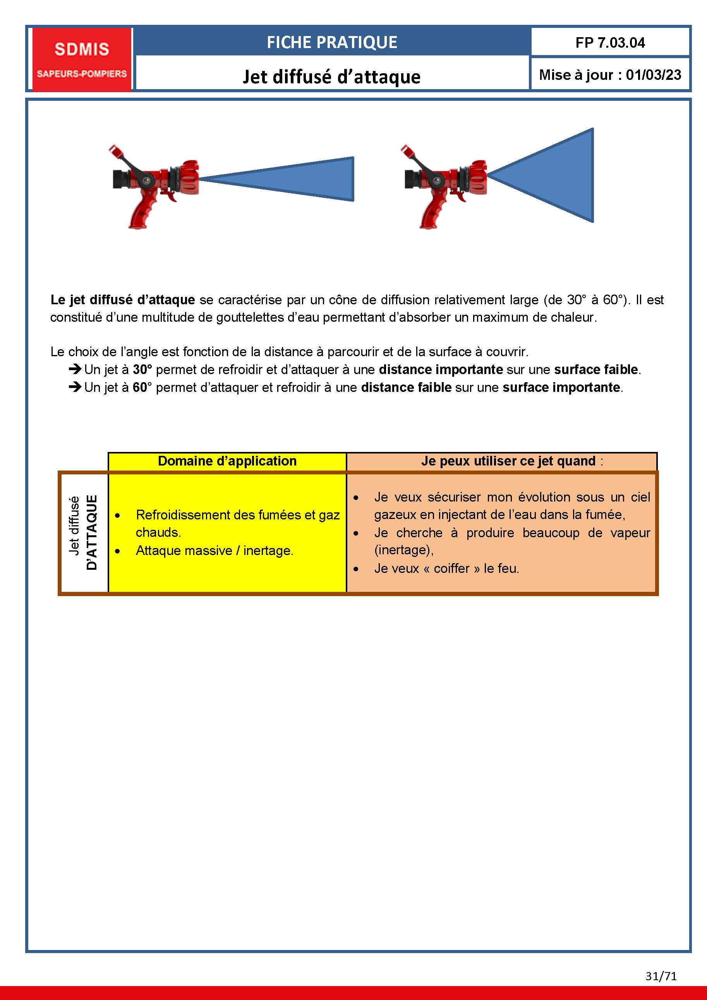 SDMIS
SAPEURS-POMPIERS
FICHE PRATIQUE
Jet diffusé d’attaque
FP 7.03.04
Mise à jour : 01/03/23
Le jet diffusé d’attaque se caractérise par un cône de diffusion relativement large (de 30° à 60°). Il est
constitué d’une multitude de gouttelettes d’eau permettant d’absorber un maximum de chaleur.
Le choix de l’angle est fonction de la distance à parcourir et de la surface à couvrir.
➔ Un jet à 30° permet de refroidir et d’attaquer à une distance importante sur une surface faible.
➔ Un jet à 60° permet d’attaquer et refroidir à une distance faible sur une surface importante.
Domaine d’application
Je peux utiliser ce jet quand :
Jet diffusé
D’ATTAQUE
• Refroidissement des fumées et gaz
chauds.
• Attaque massive / inertage.
• Je veux sécuriser mon évolution sous un ciel
gazeux en injectant de l’eau dans la fumée,
• Je cherche à produire beaucoup de vapeur
(inertage),
• Je veux « coiffer » le feu.
31/71